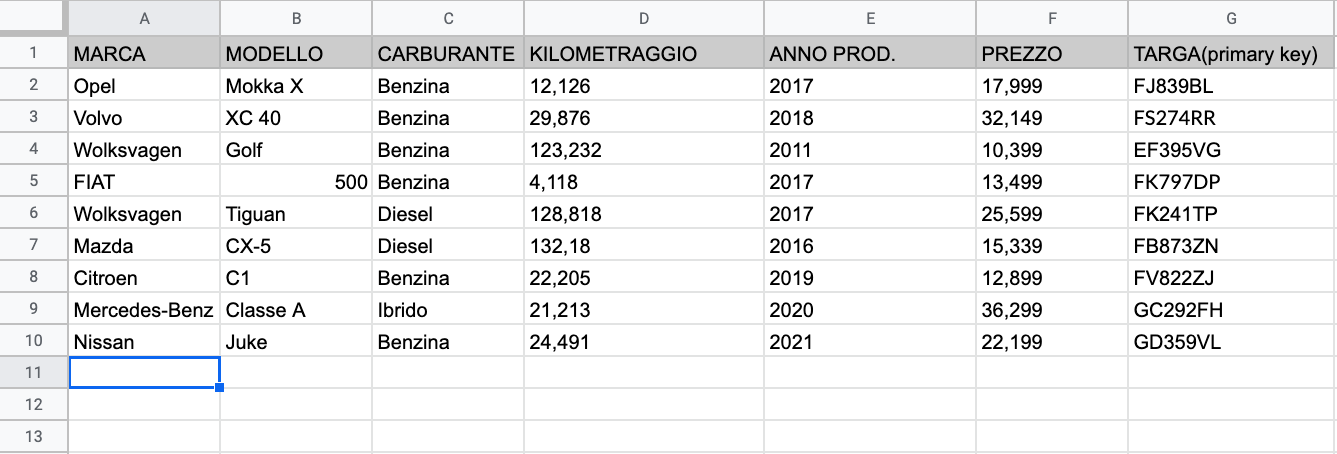 A B C D E F G
1 MARCA MODELLO CARBURANTE KILOMETRAGGIO ANNO PROD. PREZZO TARGA(primary key)
2 Opel Mokka X Benzina 12,126 2017 17,999 FJ839BL
3 Volvo XC 40 Benzina 29,876 2018 32,149 FS274RR
4 Wolksvagen Golf Benzina 123,232 2011 10,399 EF395VG
5 FIAT 500 Benzina 4,118 2017 13,499 FK797DP
6 Wolksvagen Tiguan Diesel 128,818 2017 25,599 FK241TP
7 Mazda CX-5 Diesel 132,18 2016 15,339 FB873ZN
8 Citroen C1 Benzina 22,205 2019 12,899 FV822ZJ
9 Mercedes-Benz Classe A Ibrido 21,213 2020 36,299 GC292FH
10 Nissan Juke Benzina 24,491 2021 22,199 GD359VL
11
12
13